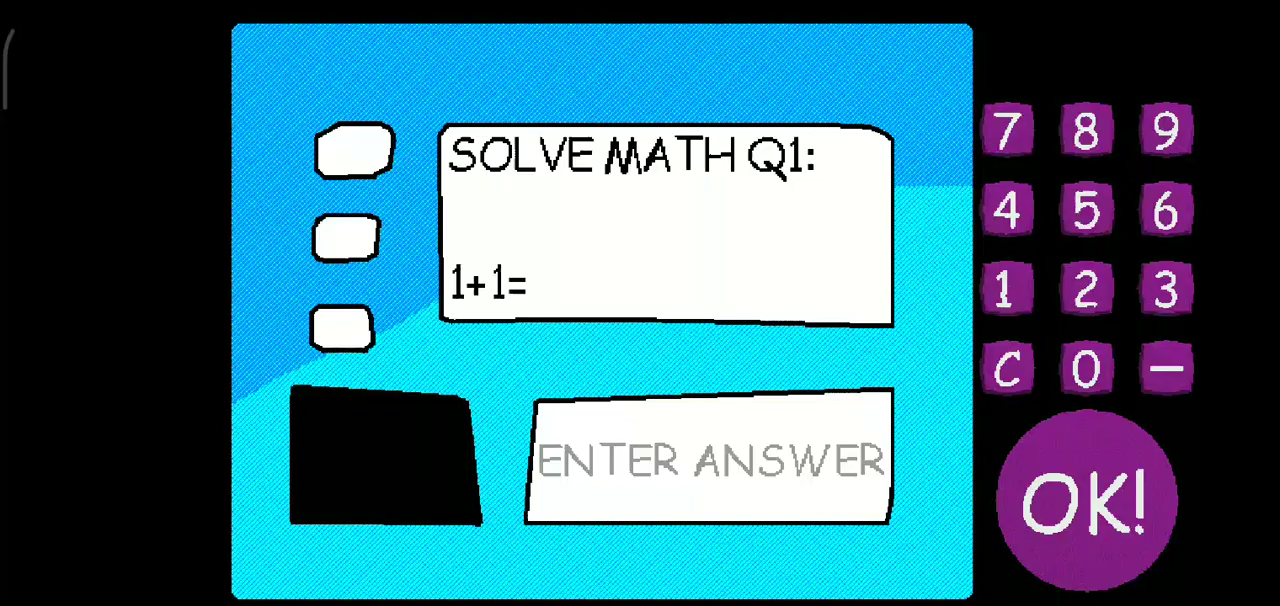 SOLVE MATH Q1:
1+1=
ENTER ANSWER
7 8 9
4 5 6
1 2 3
C 0 –
OK!